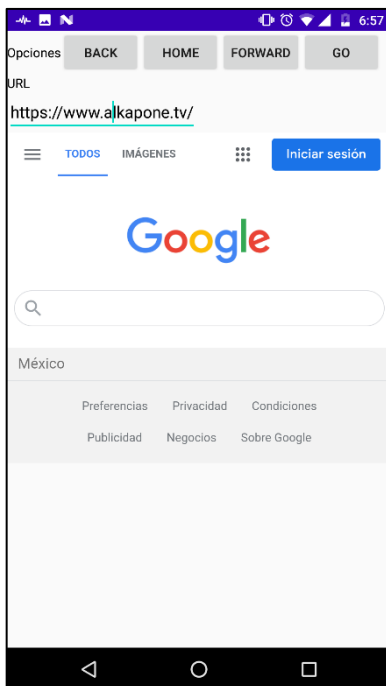 6:57
Opciones BACK HOME FORWARD GO
URL
https://www.alkapone.tv/
TODOS IMÁGENES Iniciar sesión
Google
México
Preferencias Privacidad Condiciones
Publicidad Negocios Sobre Google